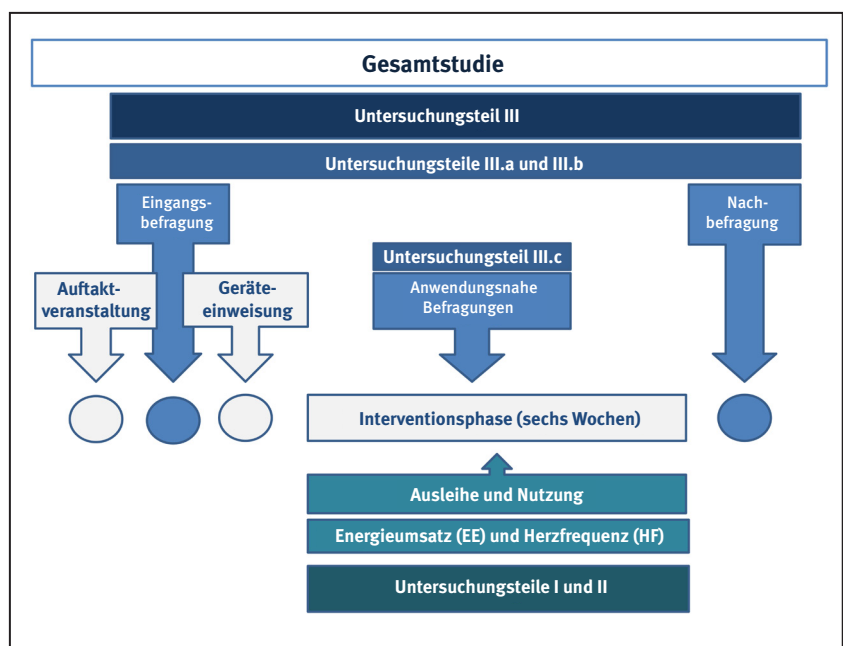 Gesamtstudie
Untersuchungsteil III
Untersuchungsteile III.a und III.b
Eingangs-
befragung
Nach-
befragung
Untersuchungsteil III.c
Auftakt-
veranstaltung
Geräte-
einweisung
Anwendungsnahe
Befragungen
Interventionsphase (sechs Wochen)
Ausleihe und Nutzung
Energieumsatz (EE) und Herzfrequenz (HF)
Untersuchungsteile I und II